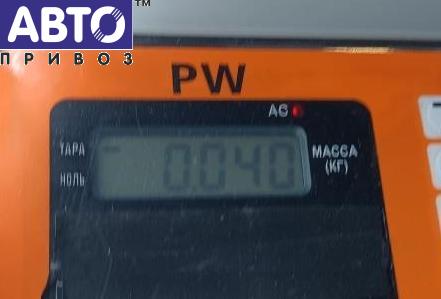 АВТО™
ПРИВОЗ
PW
AC
ТАРА
0.040
МАССА
(КГ)
НОЛЬ